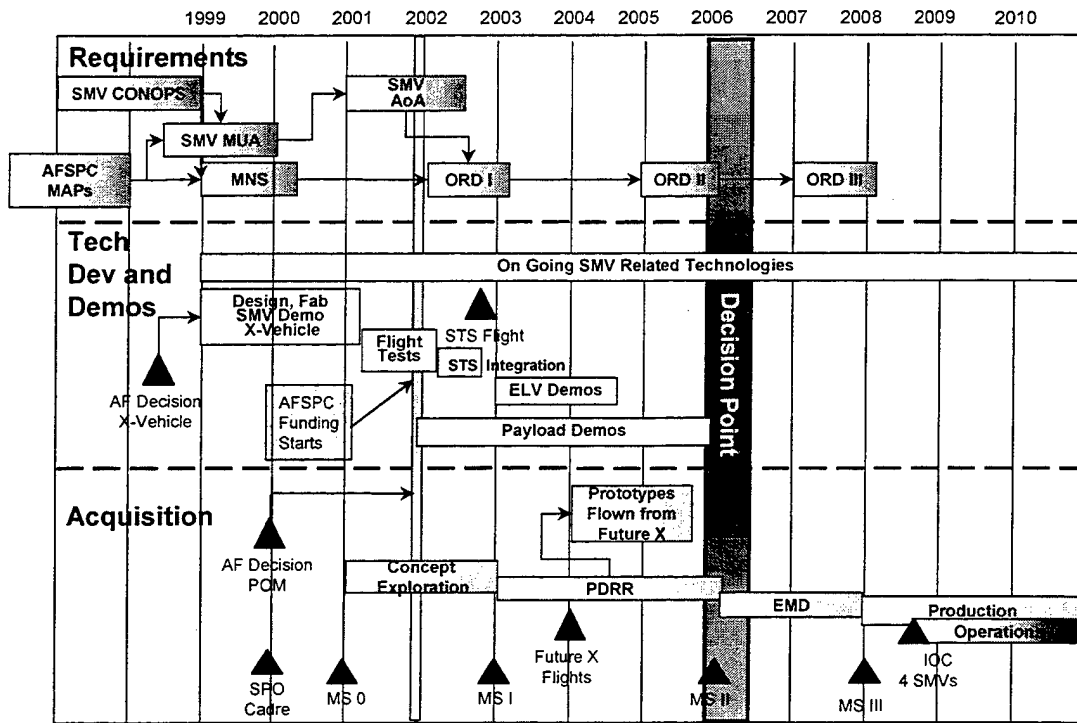 1999 2000 2001 2002 2003 2004 2005 2006 2007 2008 2009 2010
Requirements
SMV CONOPS
SMV
AoA
SMV MUA
AFSPC
MAPs
MNS
ORD I
ORD II
ORD III
Tech
Dev and
Demos
On Going SMV Related Technologies
Design, Fab
SMV Demo
X-Vehicle
STS Flight
Flight
Tests
STS Integration
ELV Demos
AF Decision
X-Vehicle
AFSPC
Funding
Starts
Payload Demos
Decision Point
Acquisition
Prototypes
Flown from
Future X
AF Decision
POM
Concept
Exploration
PDRR
EMD
Production
Operation
SPO
Cadre
MS 0
MS I
Future X
Flights
MS II
MS III
IOC
4 SMVs